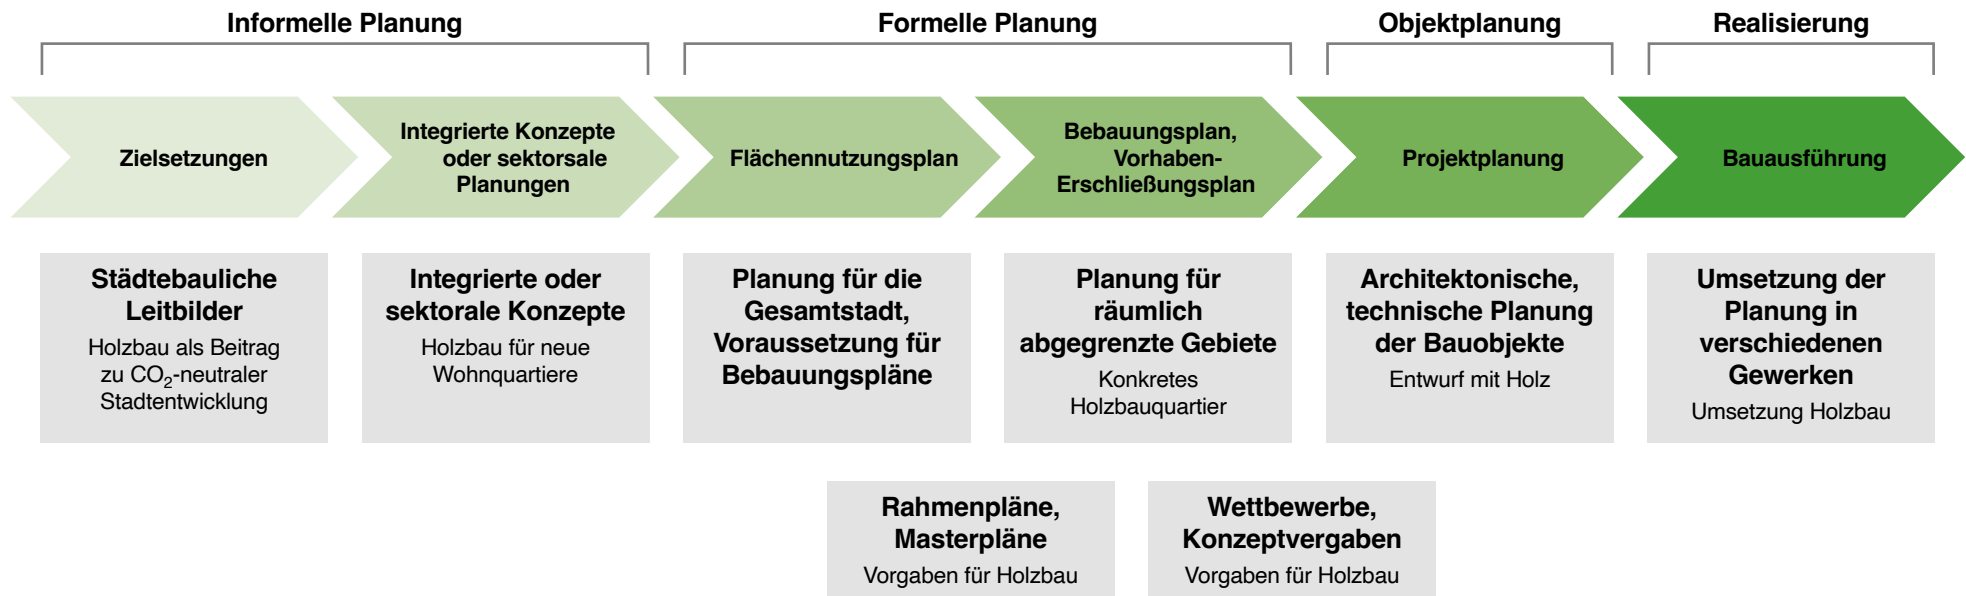 Informelle Planung
Formelle Planung
Objektplanung
Realisierung
Zielsetzungen
Integrierte Konzepte
oder sektorsale
Planungen
Flächennutzungsplan
Bebauungsplan,
Vorhaben-
Erschließungsplan
Projektplanung
Bauausführung
Städtebauliche
Leitbilder
Holzbau als Beitrag
zu CO₂-neutraler
Stadtentwicklung
Integrierte oder
sektorale Konzepte
Holzbau für neue
Wohnquartiere
Planung für die
Gesamtstadt,
Voraussetzung für
Bebauungspläne
Planung für
räumlich
abgegrenzte Gebiete
Konkretes
Holzbauquartier
Architektonische,
technische Planung
der Bauobjekte
Entwurf mit Holz
Umsetzung der
Planung in
verschiedenen
Gewerken
Umsetzung Holzbau
Rahmenpläne,
Masterpläne
Vorgaben für Holzbau
Wettbewerbe,
Konzeptvergaben
Vorgaben für Holzbau